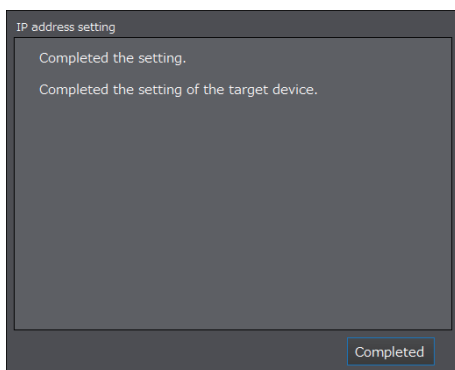 IP address setting
Completed the setting.
Completed the setting of the target device.
Completed